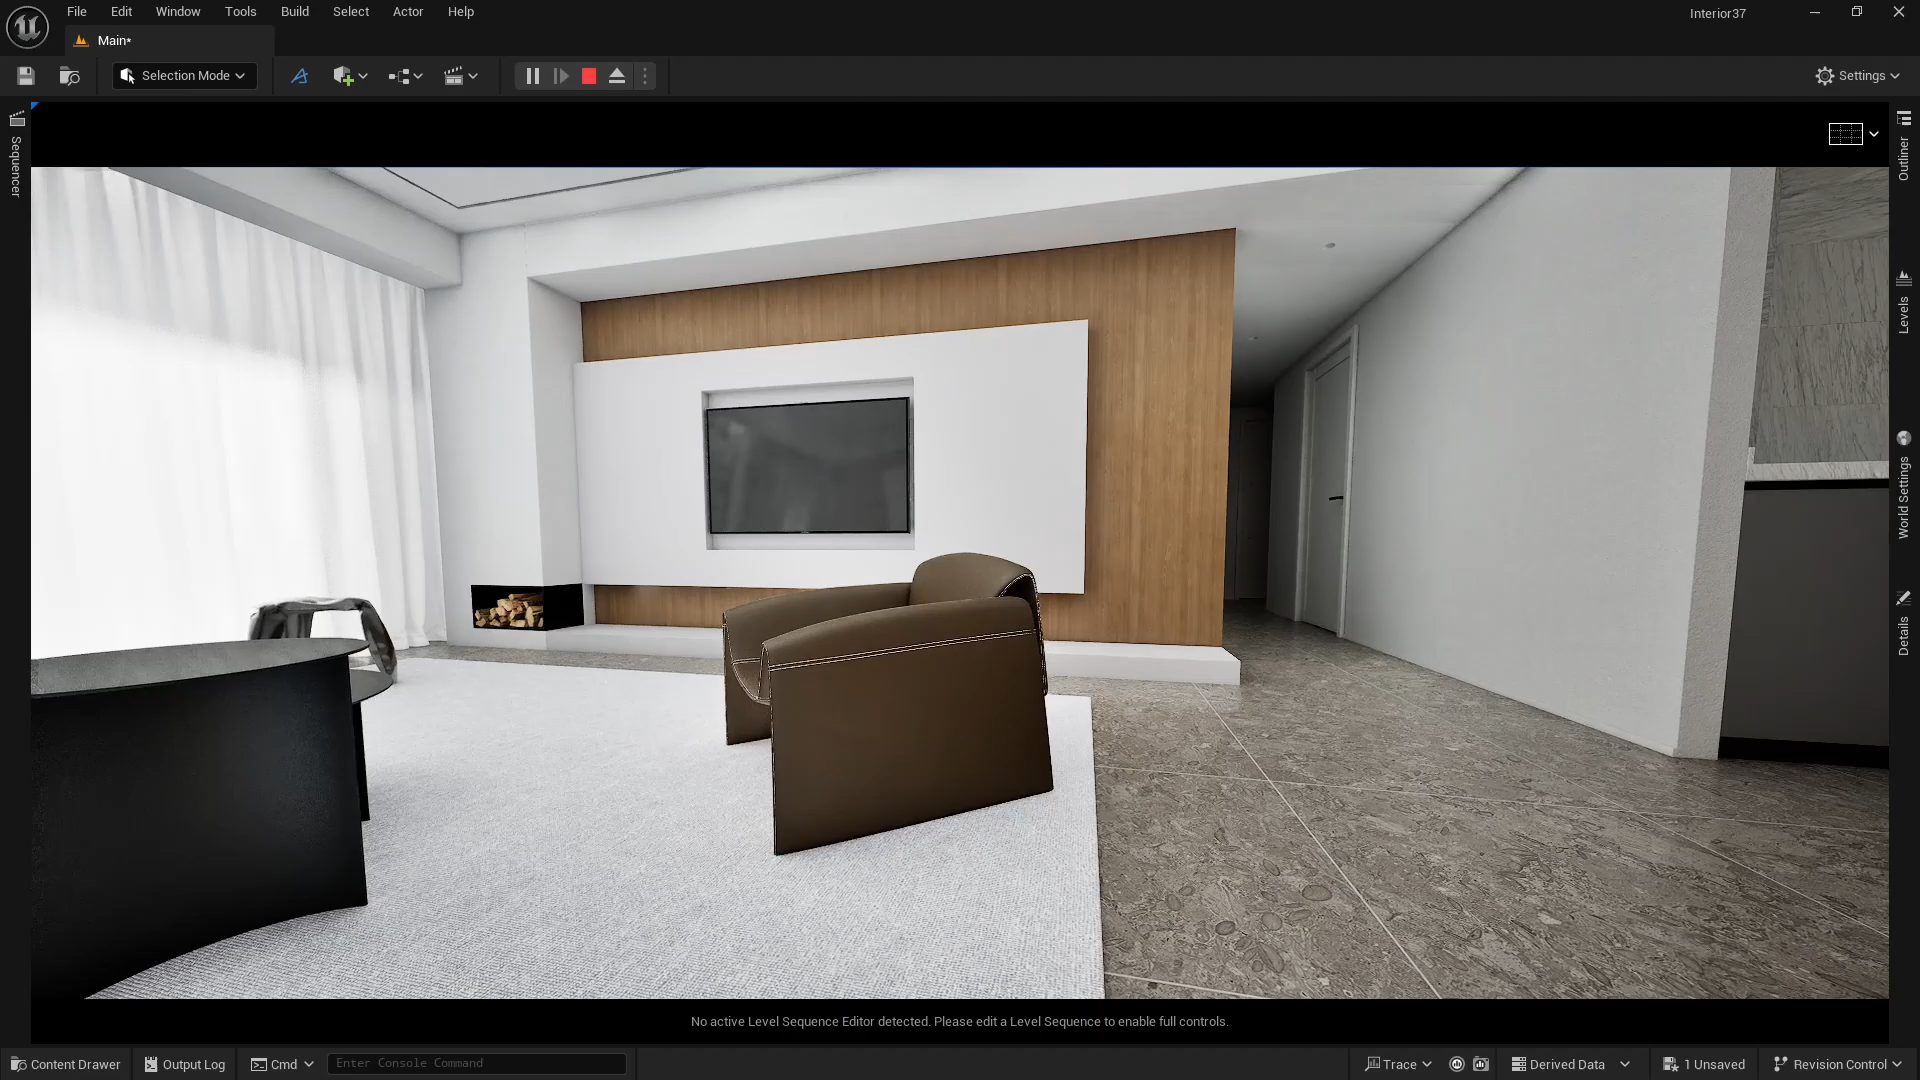 File Edit Window Tools Build Select Actor Help
Interior37
Main*
Selection Mode
Settings
Sequencer
Outliner
Levels
World Settings
Details
No active Level Sequence Editor detected. Please edit a Level Sequence to enable full controls.
Content Drawer Output Log Cmd Enter Console Command Trace Derived Data 1 Unsaved Revision Control